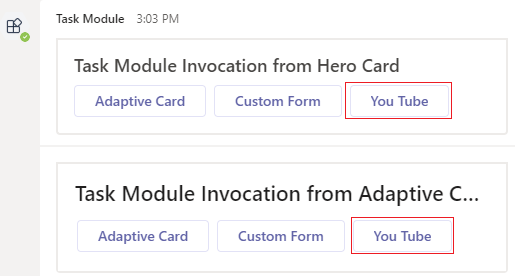 Task Module 3:03 PM
Task Module Invocation from Hero Card
Adaptive Card Custom Form You Tube
Task Module Invocation from Adaptive C...
Adaptive Card Custom Form You Tube